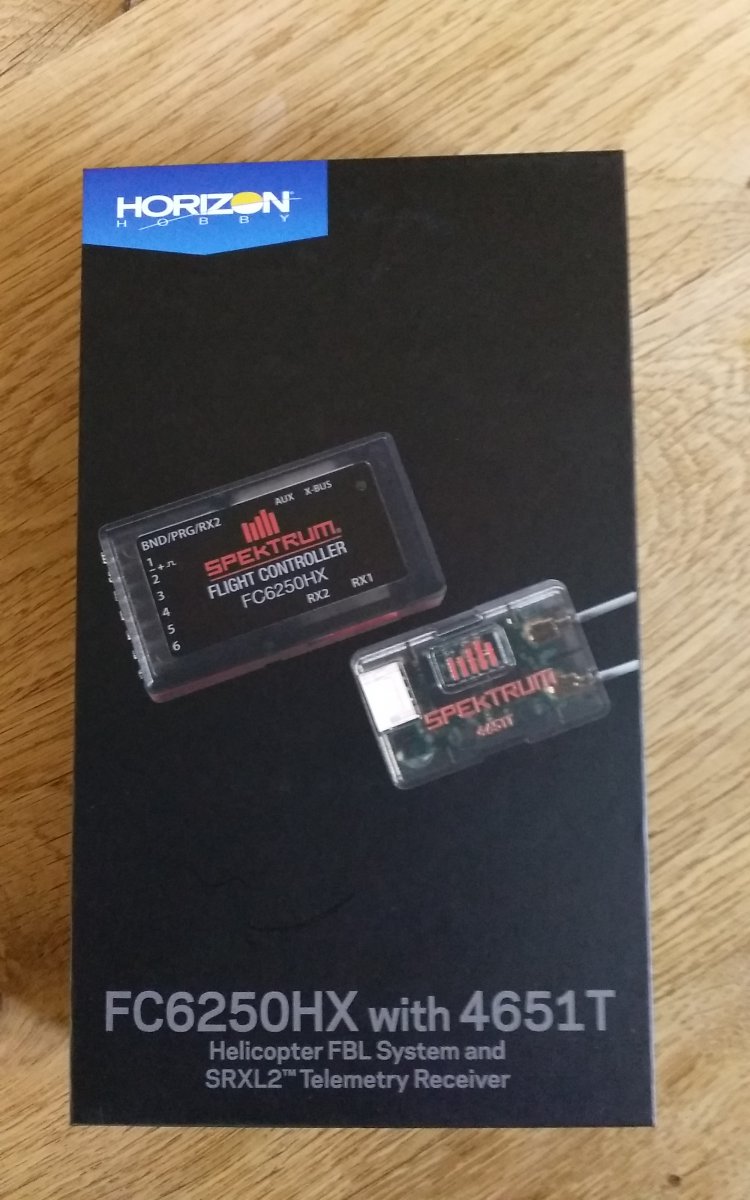 HORIZON®
HOBBY
BND/PRG/RX2
AUX
X-BUS
1
2
3
4
5
6
SPEKTRUM®
FLIGHT CONTROLLER
FC6250HX
RX2
RX1
SPEKTRUM
4651T
FC6250HX with 4651T
Helicopter FBL System and
SRXL2™ Telemetry Receiver